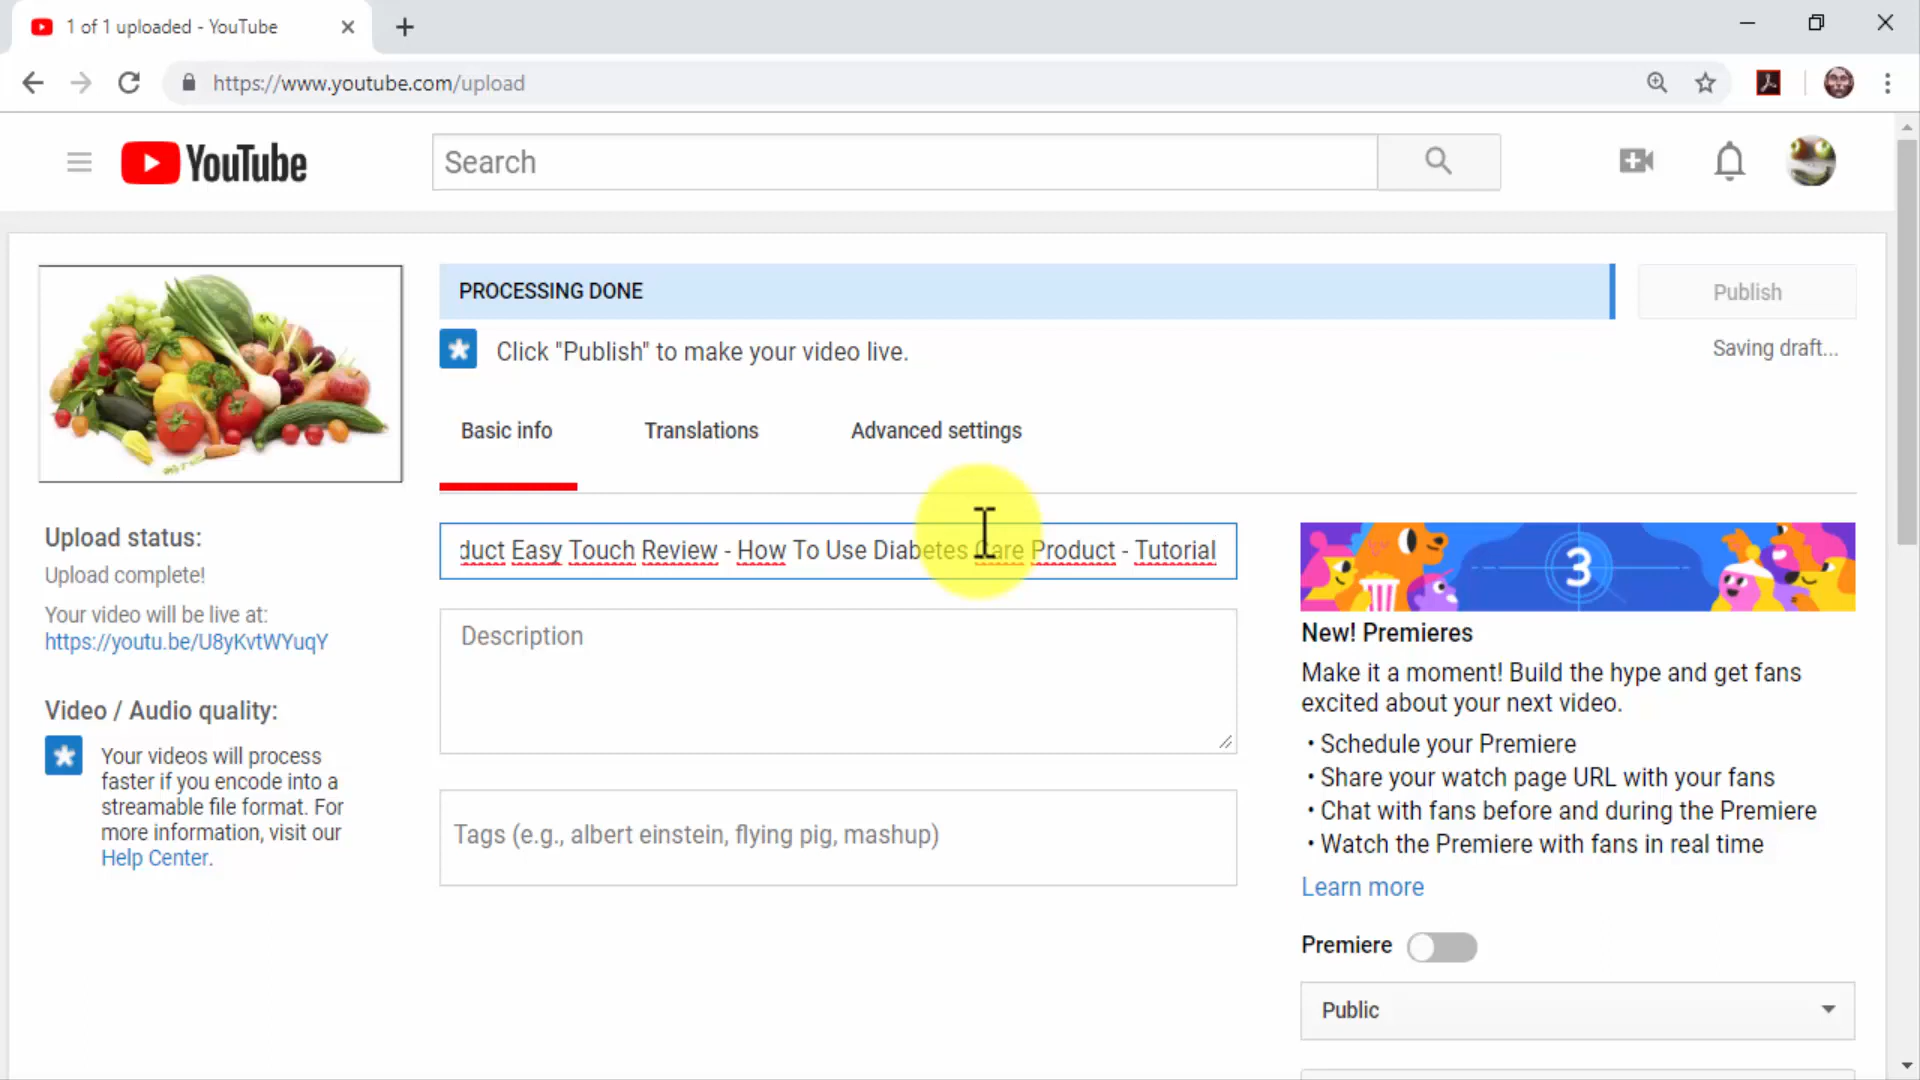 1 of 1 uploaded - YouTube
https://www.youtube.com/upload
YouTube
Search
PROCESSING DONE
Publish
Click "Publish" to make your video live.
Saving draft...
Basic info
Translations
Advanced settings
duct Easy Touch Review - How To Use Diabetes Care Product - Tutorial
Description
Tags (e.g., albert einstein, flying pig, mashup)
Upload status:
Upload complete!
Your video will be live at:
https://youtu.be/U8yKvtWYuqY
Video / Audio quality:
Your videos will process
faster if you encode into a
streamable file format. For
more information, visit our
Help Center.
3
New! Premieres
Make it a moment! Build the hype and get fans
excited about your next video.
• Schedule your Premiere
• Share your watch page URL with your fans
• Chat with fans before and during the Premiere
• Watch the Premiere with fans in real time
Learn more
Premiere
Public